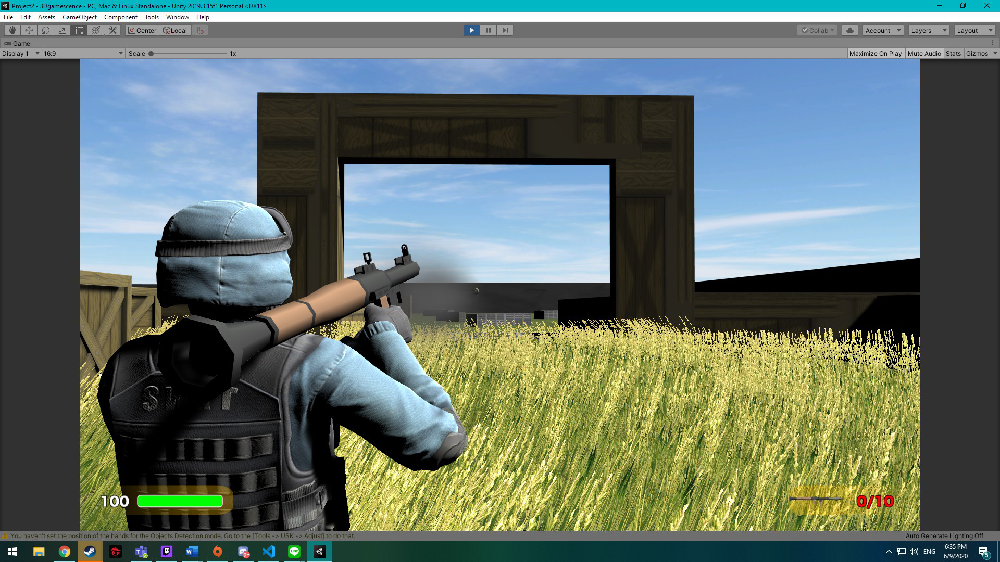 Project2 - 3Dgamescence - PC, Mac & Linux Standalone - Unity 2019.3.15f1 Personal <DX11>
File Edit Assets GameObject Component Tools Window Help
Center Local Collab Account Layers Layout
Game
Display 1 16:9 Scale 1x Maximize On Play Mute Audio Stats Gizmos
100
0/10
You haven't set the position of the hands for the Objects Detection mode. Go to the [Tools -> USK -> Adjust] to do that.
Auto Generate Lighting Off
9+
LINE
ENG
6:35 PM
6/9/2020
5